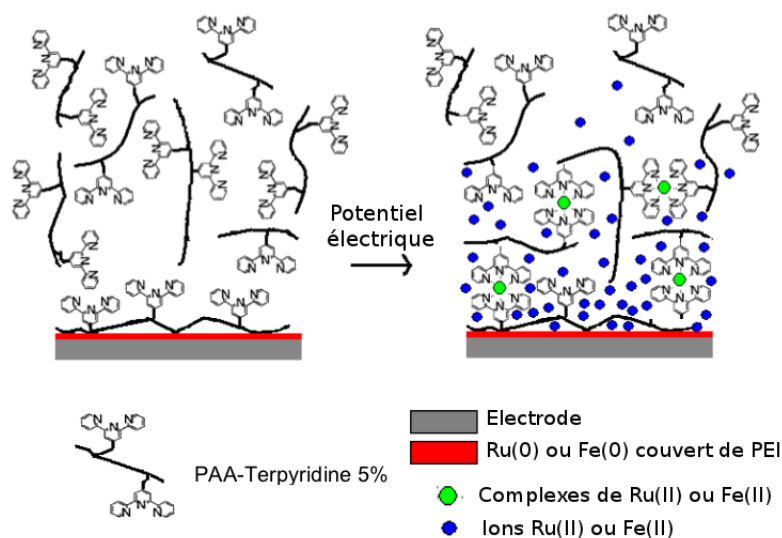 Potentiel
électrique
PAA-Terpyridine 5%
Electrode
Ru(0) ou Fe(0) couvert de PEI
Complexes de Ru(II) ou Fe(II)
Ions Ru(II) ou Fe(II)